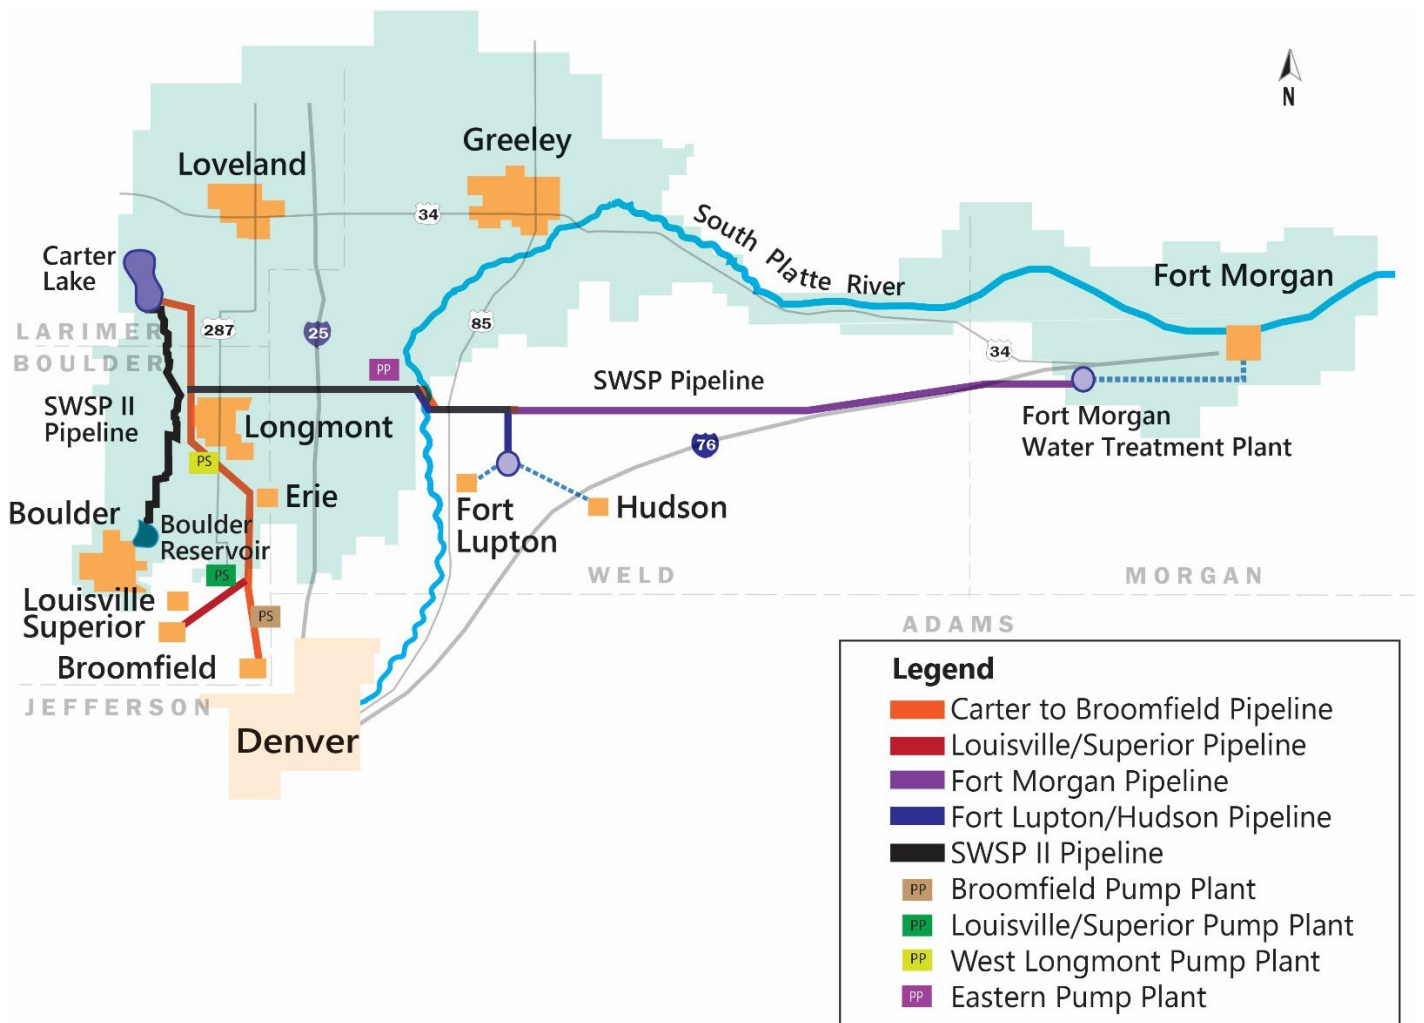 N
Greeley
Loveland
34
South Platte River
Carter
Lake
Fort Morgan
LARIMER
287
25
85
34
BOULDER
PP
SWSP Pipeline
SWSP II
Pipeline
Longmont
Fort Morgan
Water Treatment Plant
76
PS
Erie
Fort
Lupton
Hudson
Boulder
Boulder
Reservoir
PS
WELD
MORGAN
Louisville
Superior
PS
ADAMS
Broomfield
JEFFERSON
Denver
Legend
Carter to Broomfield Pipeline
Louisville/Superior Pipeline
Fort Morgan Pipeline
Fort Lupton/Hudson Pipeline
SWSP II Pipeline
PP Broomfield Pump Plant
PP Louisville/Superior Pump Plant
PP West Longmont Pump Plant
PP Eastern Pump Plant